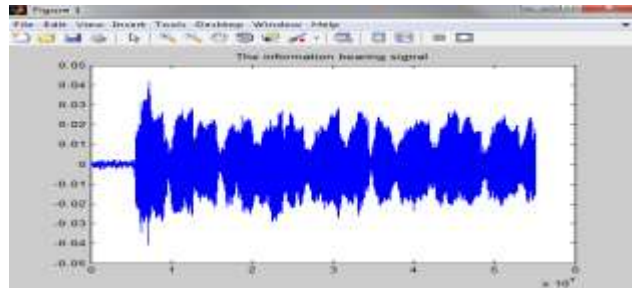 Figure 1
File Edit View Insert Tools Desktop Window Help
The information bearing signal
0.05
0.04
0.03
0.02
0.01
0
-0.01
-0.02
-0.03
-0.04
-0.05
0 1 2 3 4 5 6
x 10⁴